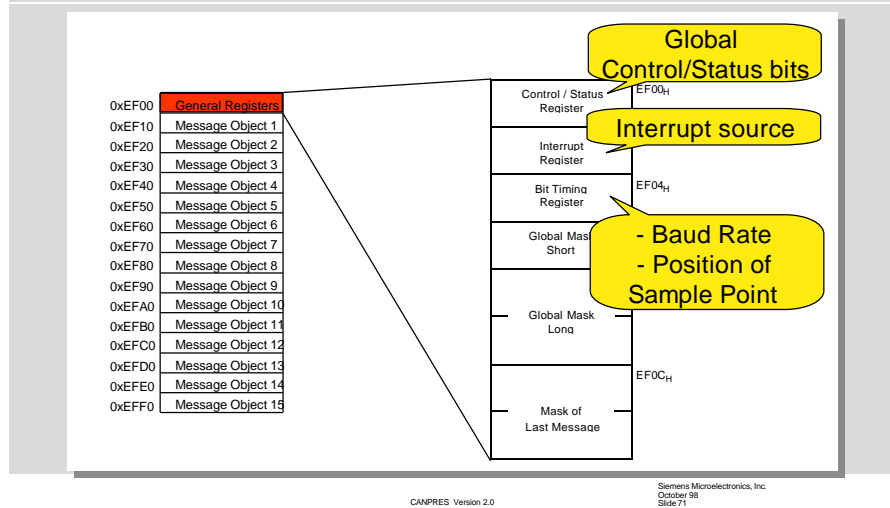 0xEF00 General Registers
0xEF10 Message Object 1
0xEF20 Message Object 2
0xEF30 Message Object 3
0xEF40 Message Object 4
0xEF50 Message Object 5
0xEF60 Message Object 6
0xEF70 Message Object 7
0xEF80 Message Object 8
0xEF90 Message Object 9
0xEFA0 Message Object 10
0xEFB0 Message Object 11
0xEFC0 Message Object 12
0xEFD0 Message Object 13
0xEFE0 Message Object 14
0xEFF0 Message Object 15
Global
Control/Status bits
Control / Status
Register
EF00H
Interrupt source
Interrupt
Register
Bit Timing
Register
EF04H
- Baud Rate
- Position of
Sample Point
Global Mask
Short
Global Mask
Long
EF0CH
Mask of
Last Message
CANPRES Version 2.0
Siemens Microelectronics, Inc.
October 98
Slide 71